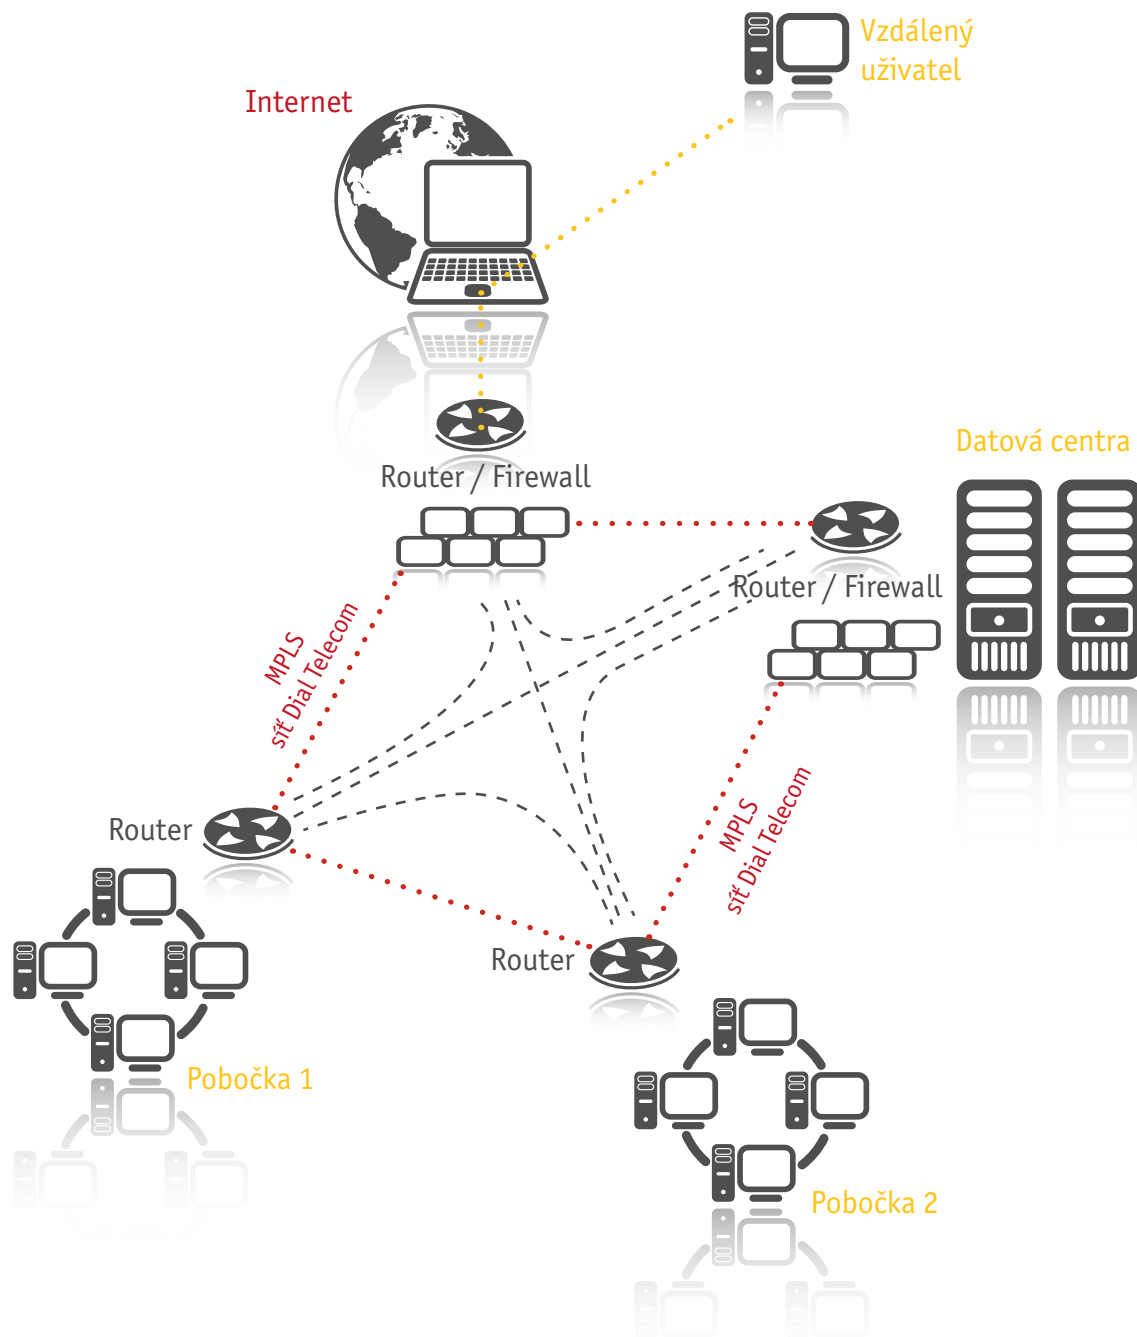 Vzdálený
uživatel
Internet
Datová centra
Router / Firewall
Router / Firewall
MPLS
síť Dial Telecom
MPLS
síť Dial Telecom
Router
Router
Pobočka 1
Pobočka 2